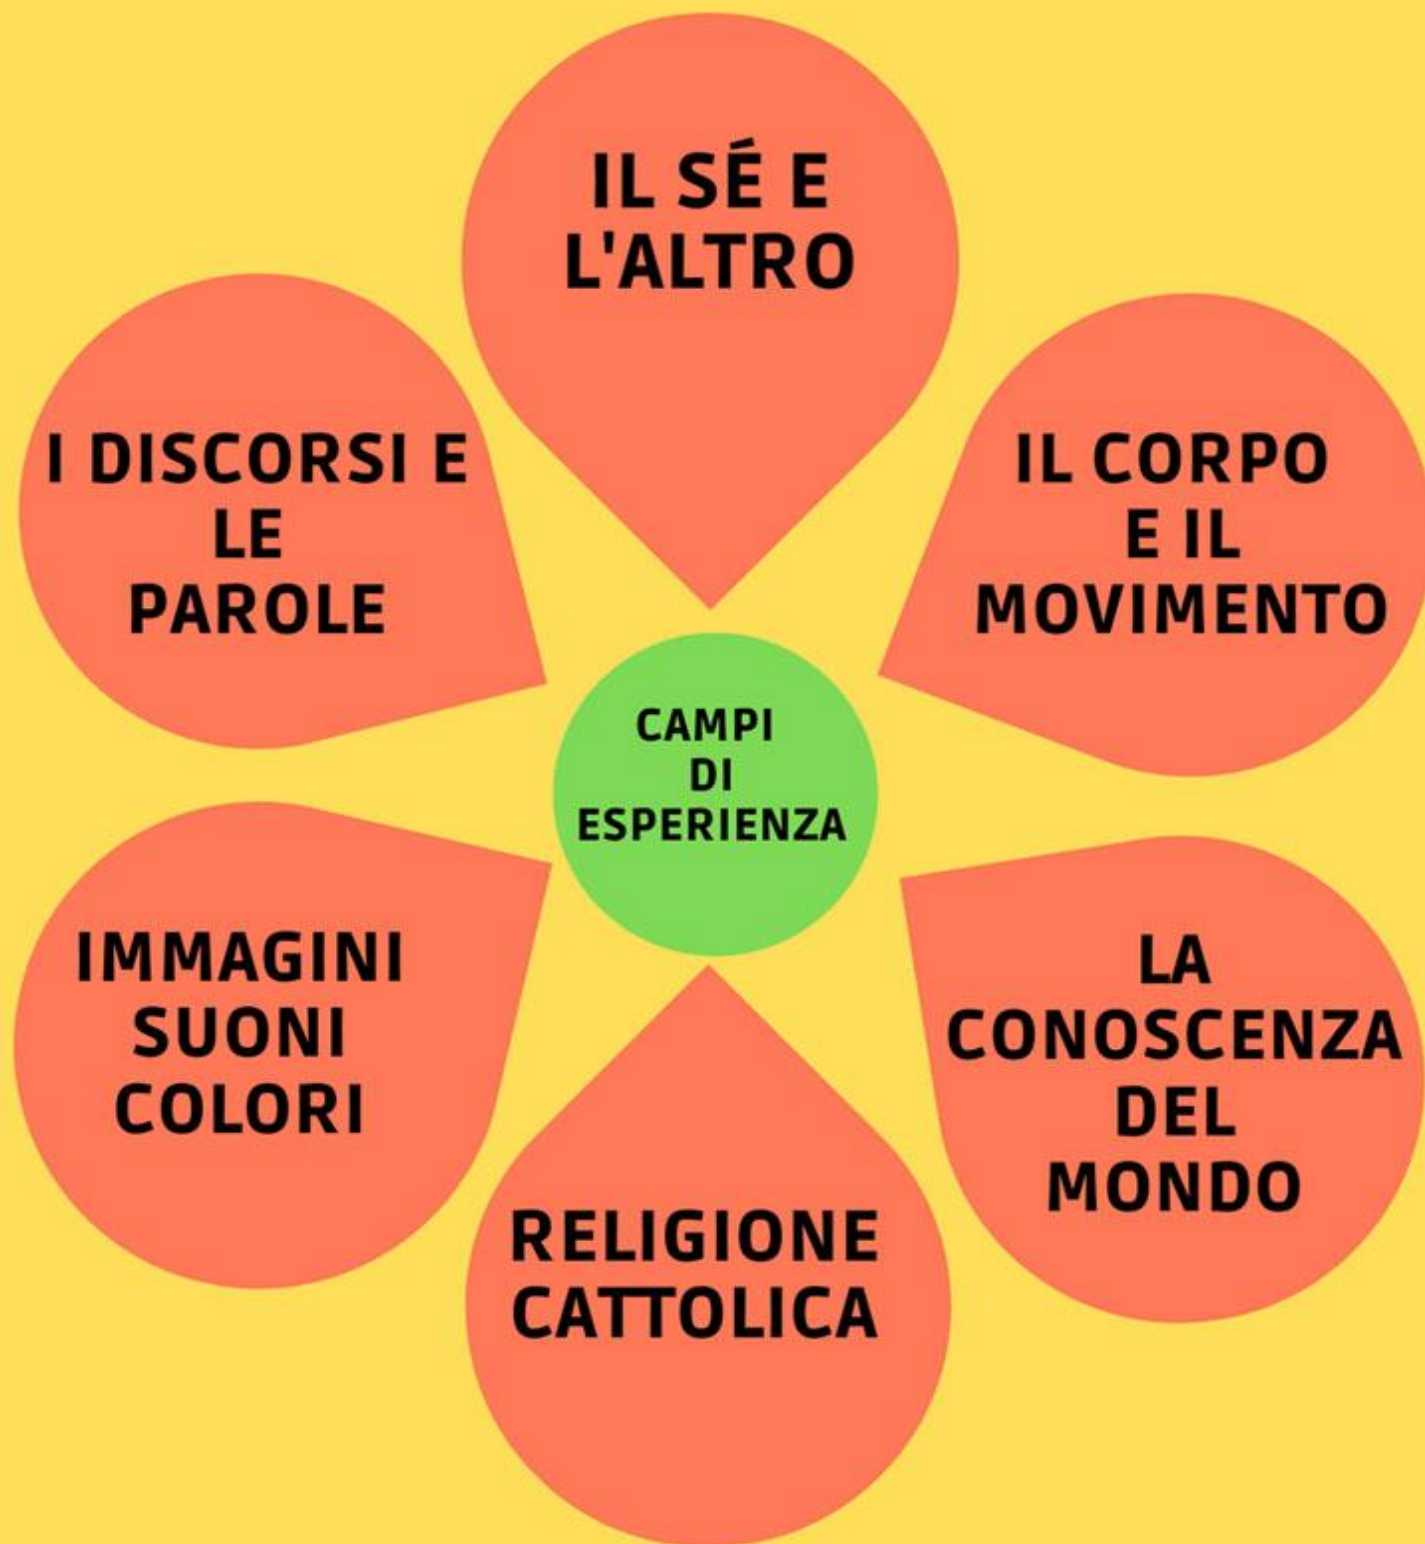 IL SÉ E
L'ALTRO
I DISCORSI E
LE
PAROLE
IL CORPO
E IL
MOVIMENTO
CAMPI
DI
ESPERIENZA
IMMAGINI
SUONI
COLORI
LA
CONOSCENZA
DEL
MONDO
RELIGIONE
CATTOLICA